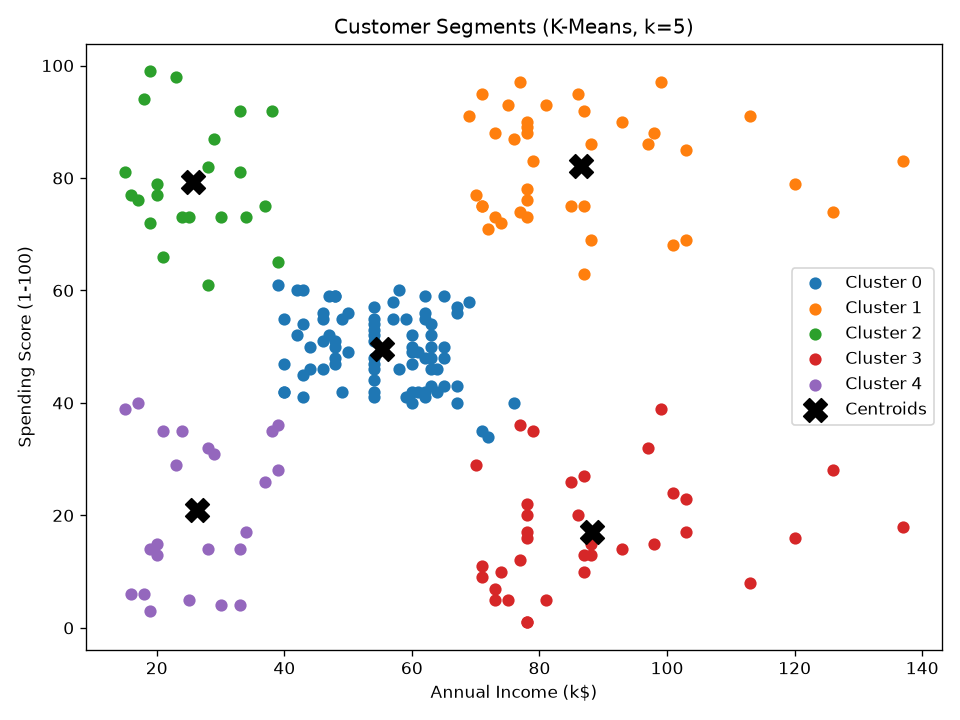 Customer Segments (K-Means, k=5)
100
80
60
40
20
0
Spending Score (1-100)
Cluster 0
Cluster 1
Cluster 2
Cluster 3
Cluster 4
Centroids
20 40 60 80 100 120 140
Annual Income (k$)